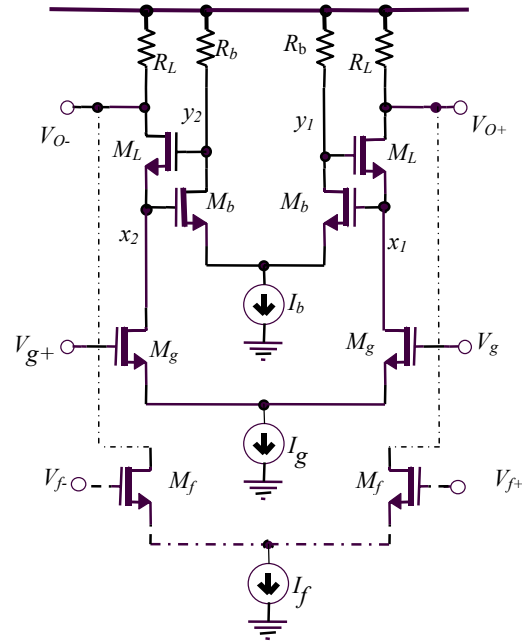 R_L R_b R_b R_L
V_O- y_2 y_1 V_O+
M_L M_L
M_b M_b
x_2 x_1
I_b
V_g+ M_g M_g V_g
I_g
V_f- M_f M_f V_f+
I_f